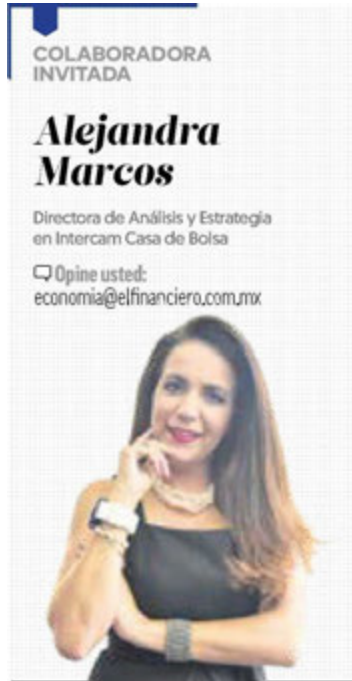 COLABORADORA
INVITADA
Alejandra
Marcos
Directora de Análisis y Estrategia
en Intercam Casa de Bolsa
Opine usted:
economia@elfinanciero.com.mx